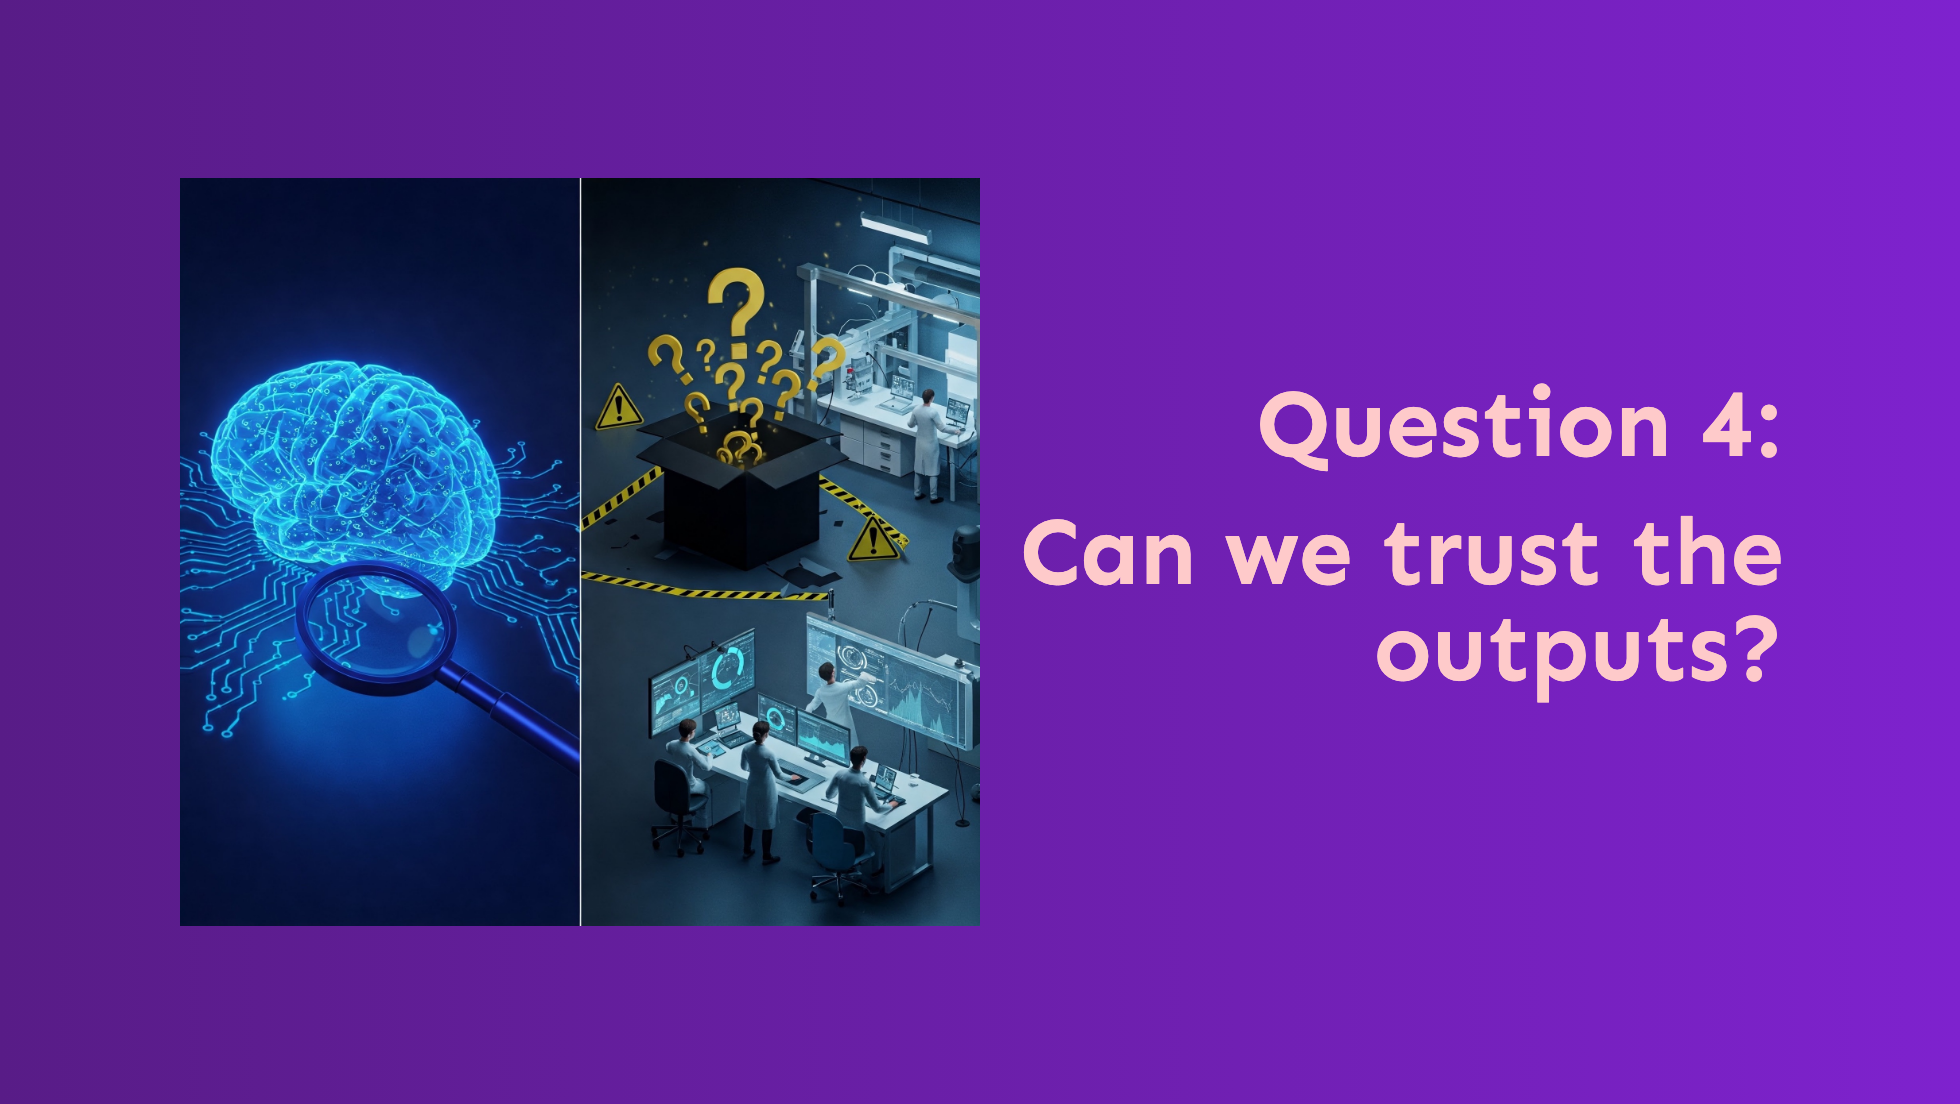 Question 4:
Can we trust the
outputs?